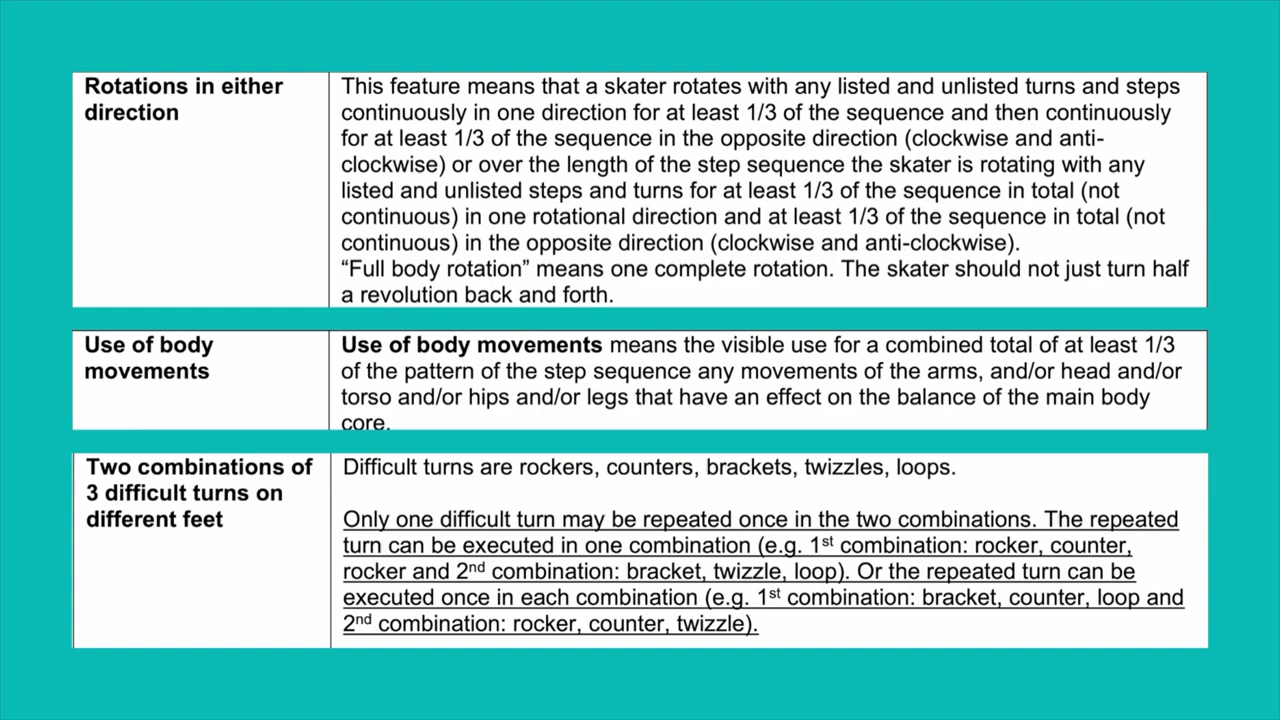 Rotations in either
direction
This feature means that a skater rotates with any listed and unlisted turns and steps
continuously in one direction for at least 1/3 of the sequence and then continuously
for at least 1/3 of the sequence in the opposite direction (clockwise and anti-
clockwise) or over the length of the step sequence the skater is rotating with any
listed and unlisted steps and turns for at least 1/3 of the sequence in total (not
continuous) in one rotational direction and at least 1/3 of the sequence in total (not
continuous) in the opposite direction (clockwise and anti-clockwise).
“Full body rotation” means one complete rotation. The skater should not just turn half
a revolution back and forth.
Use of body
movements
Use of body movements means the visible use for a combined total of at least 1/3
of the pattern of the step sequence any movements of the arms, and/or head and/or
torso and/or hips and/or legs that have an effect on the balance of the main body
core.
Two combinations of
3 difficult turns on
different feet
Difficult turns are rockers, counters, brackets, twizzles, loops.
Only one difficult turn may be repeated once in the two combinations. The repeated
turn can be executed in one combination (e.g. 1st combination: rocker, counter,
rocker and 2nd combination: bracket, twizzle, loop). Or the repeated turn can be
executed once in each combination (e.g. 1st combination: bracket, counter, loop and
2nd combination: rocker, counter, twizzle).